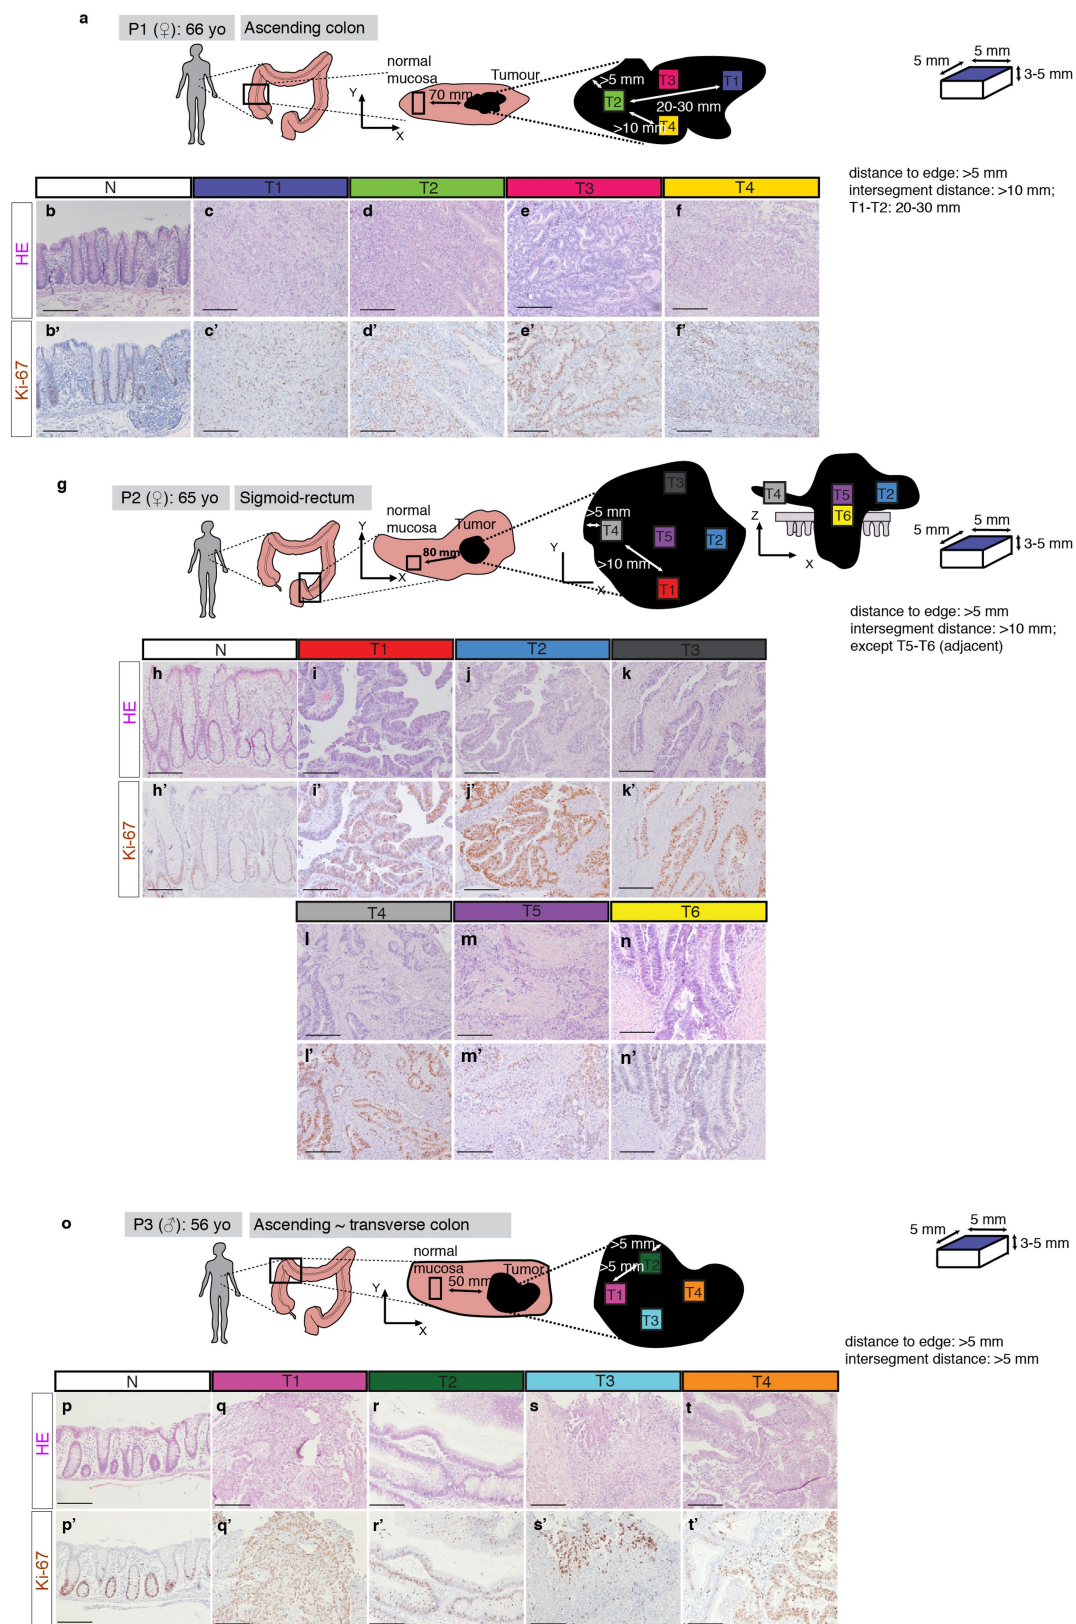 a
P1 (♀): 66 yo
Ascending colon
normal
mucosa
Tumour
70 mm
Y
X
>5 mm
T3
T1
T2
20-30 mm
>10 mm
T4
5 mm
5 mm
3-5 mm
distance to edge: >5 mm
intersegment distance: >10 mm;
T1-T2: 20-30 mm
N
T1
T2
T3
T4
HE
b
c
d
e
f
Ki-67
b'
c'
d'
e'
f'
g
P2 (♀): 65 yo
Sigmoid-rectum
normal
mucosa
Tumor
80 mm
Y
X
Y
X
T3
>5 mm
T4
T5
T2
>10 mm
T1
T4
T5
T2
T6
Z
X
5 mm
5 mm
3-5 mm
distance to edge: >5 mm
intersegment distance: >10 mm;
except T5-T6 (adjacent)
N
T1
T2
T3
HE
h
i
j
k
Ki-67
h'
i'
j'
k'
T4
T5
T6
l
m
n
l'
m'
n'
o
P3 (♂): 56 yo
Ascending ~ transverse colon
normal
mucosa
Tumor
50 mm
Y
X
>5 mm
T2
>5 mm
T1
T4
T3
5 mm
5 mm
3-5 mm
distance to edge: >5 mm
intersegment distance: >5 mm
N
T1
T2
T3
T4
HE
p
q
r
s
t
Ki-67
p'
q'
r'
s'
t'